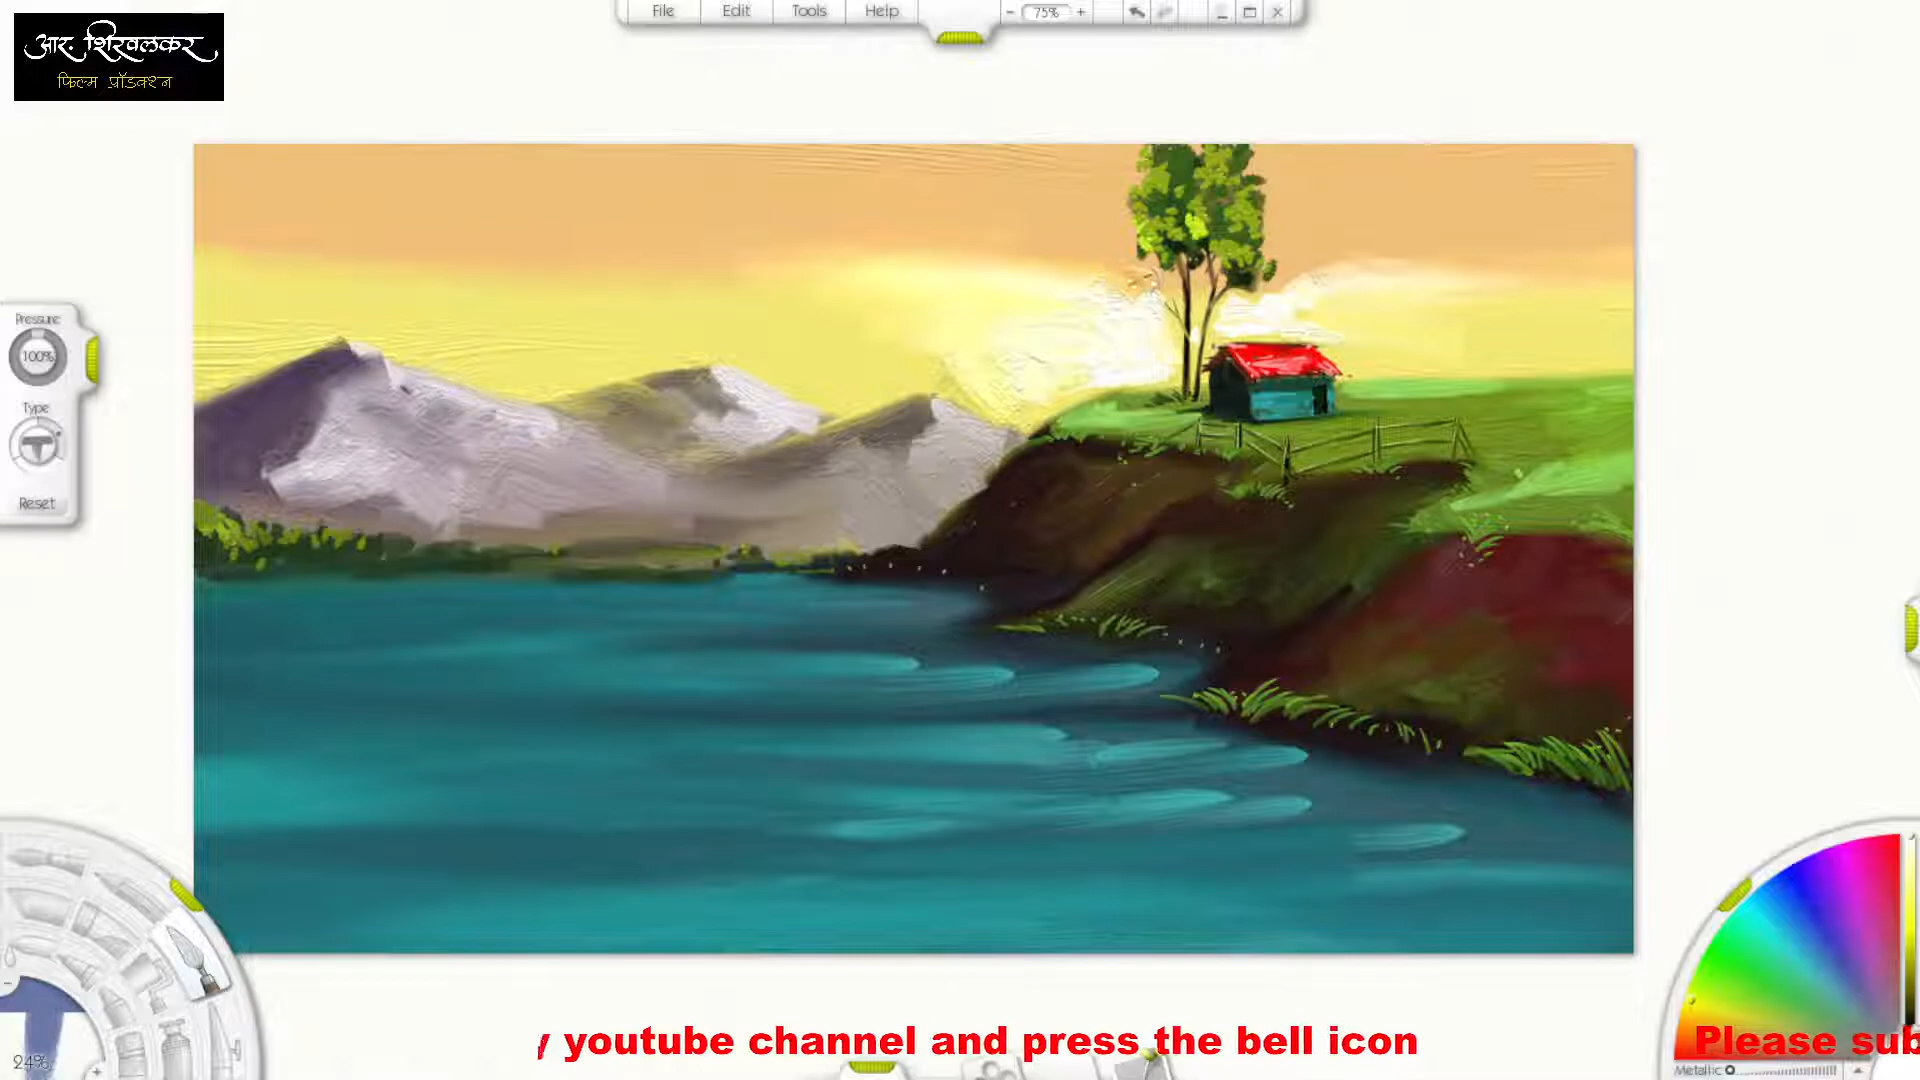 File Edit Tools Help 75%
आर. शिरवलकर
फिल्म प्रॉडक्शन
Pressure
100%
Type
Reset
youtube channel and press the bell icon
Please sub
24%
Metallic